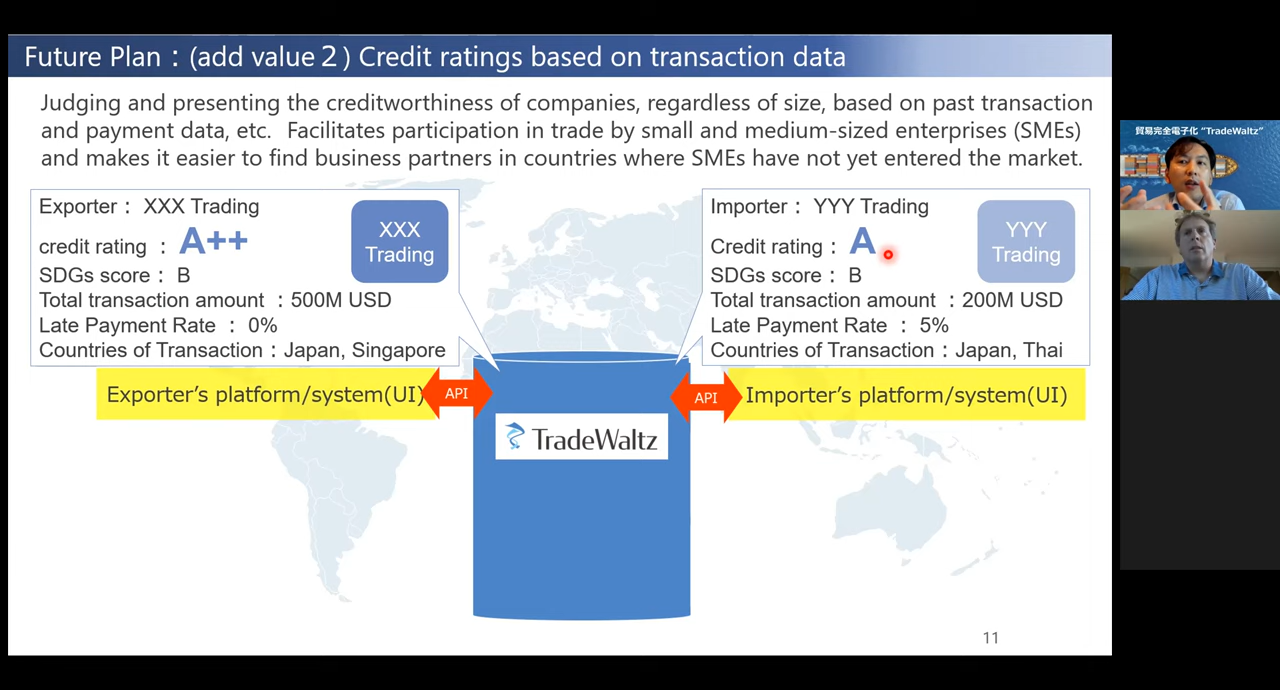 Future Plan：(add value２) Credit ratings based on transaction data
Judging and presenting the creditworthiness of companies, regardless of size, based on past transaction
and payment data, etc. Facilitates participation in trade by small and medium-sized enterprises (SMEs)
and makes it easier to find business partners in countries where SMEs have not yet entered the market.
Exporter： XXX Trading
credit rating ：A++
SDGs score： B
Total transaction amount ：500M USD
Late Payment Rate ： 0%
Countries of Transaction：Japan, Singapore
XXX
Trading
Importer： YYY Trading
Credit rating：A
SDGs score： B
Total transaction amount ：200M USD
Late Payment Rate： 5%
Countries of Transaction：Japan, Thai
YYY
Trading
Exporter’s platform/system(UI)
API
API
Importer’s platform/system(UI)
TradeWaltz
11
貿易完全電子化 “TradeWaltz”